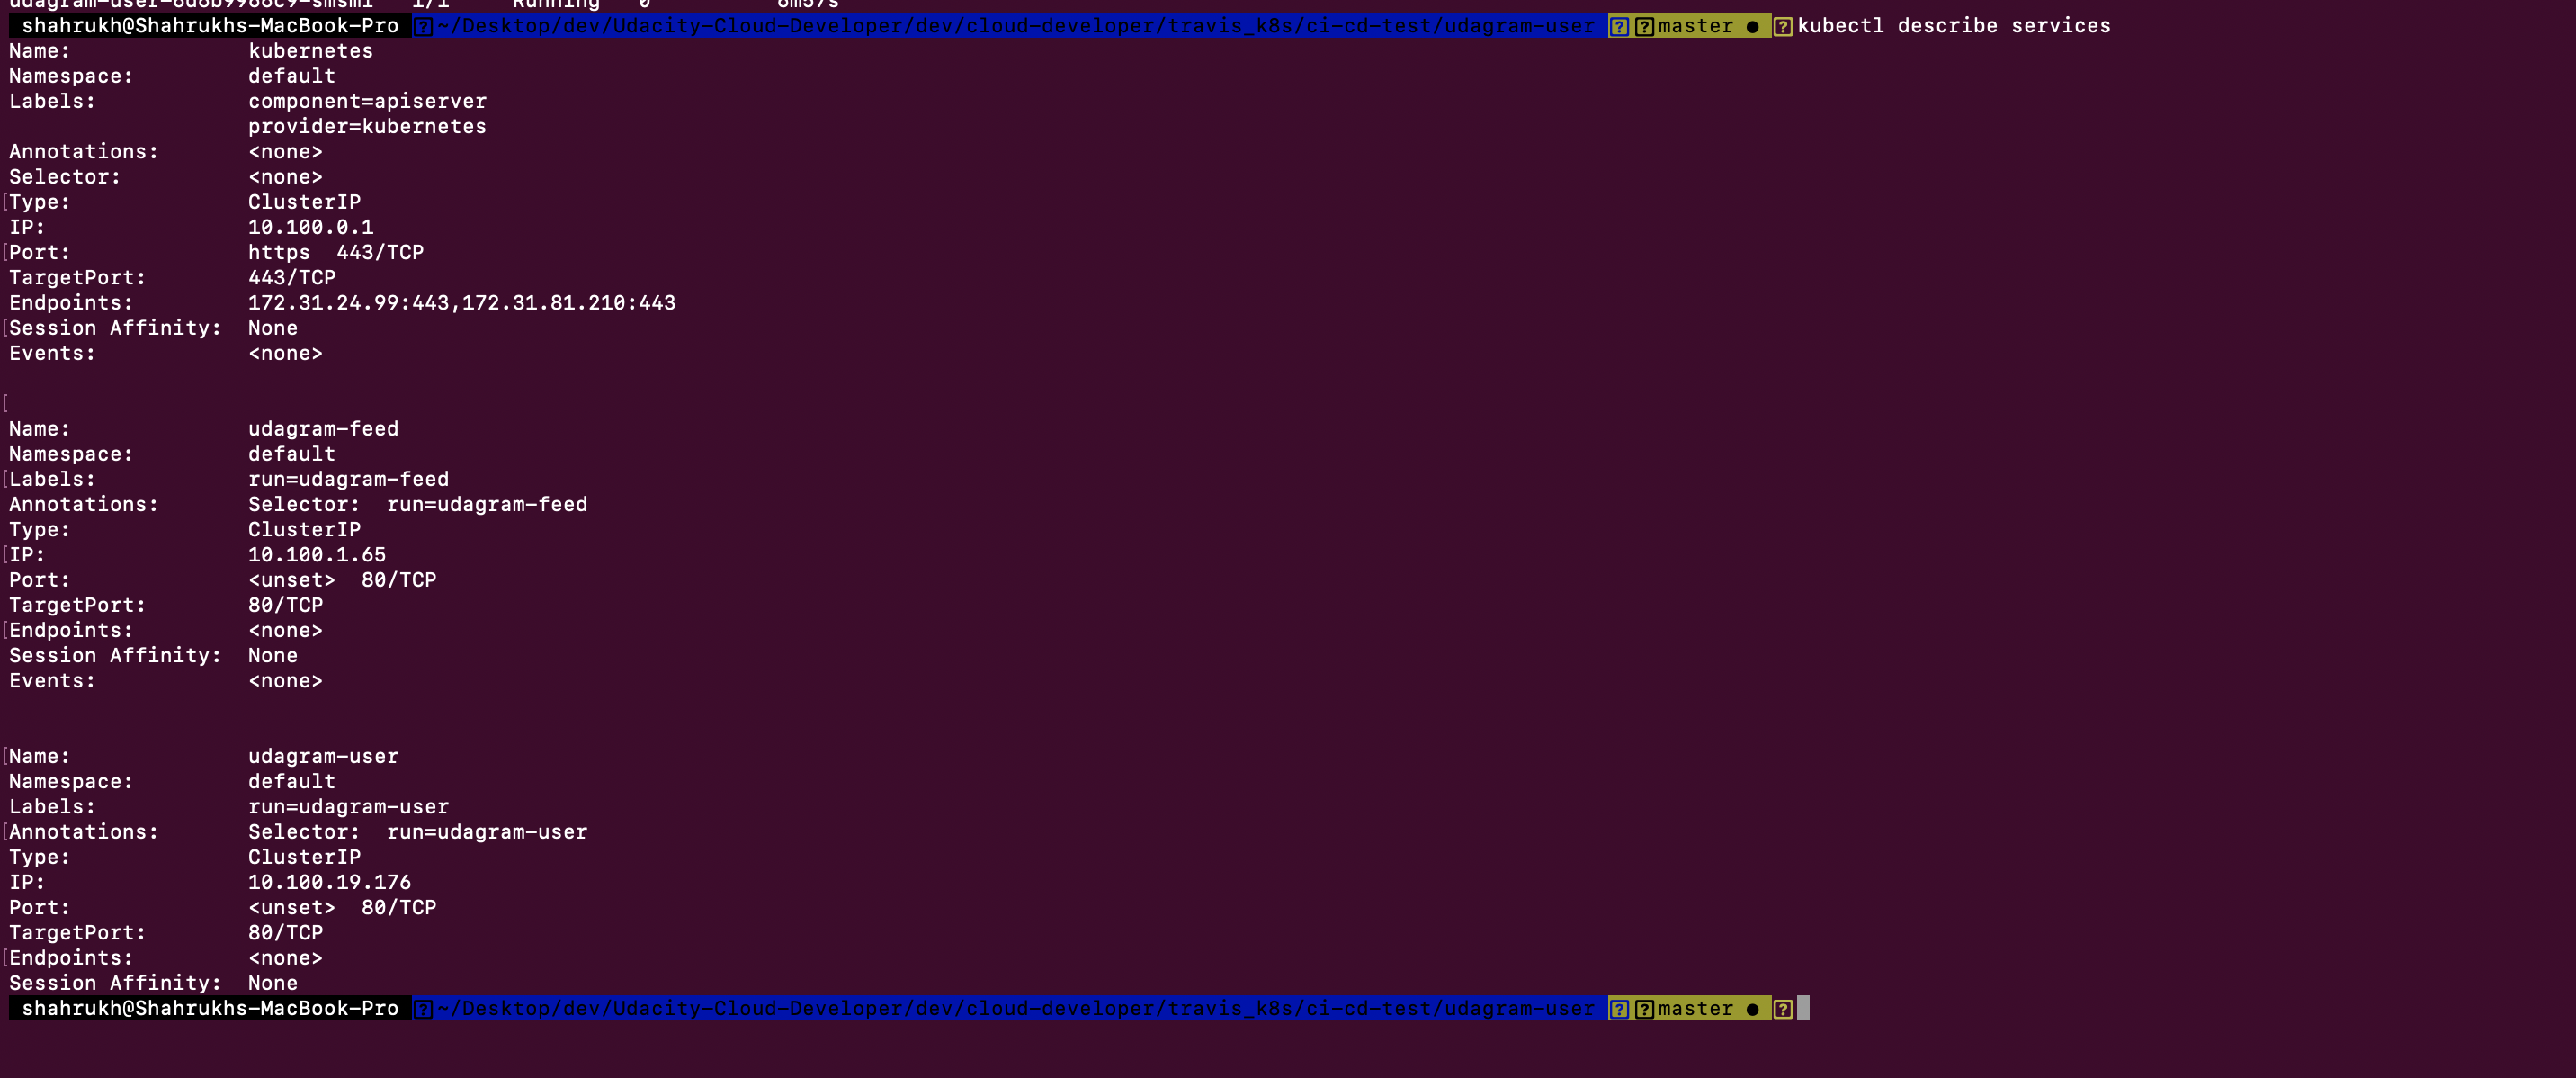 1/1 Running 0 6m57s
shahrukh@Shahrukhs-MacBook-Pro ~/Desktop/dev/Udacity-Cloud-Developer/dev/cloud-developer/travis_k8s/ci-cd-test/udagram-user master ● kubectl describe services
Name: kubernetes
Namespace: default
Labels: component=apiserver
provider=kubernetes
Annotations: <none>
Selector: <none>
[Type: ClusterIP
IP: 10.100.0.1
[Port: https 443/TCP
TargetPort: 443/TCP
Endpoints: 172.31.24.99:443,172.31.81.210:443
[Session Affinity: None
Events: <none>
[
Name: udagram-feed
Namespace: default
[Labels: run=udagram-feed
Annotations: Selector: run=udagram-feed
Type: ClusterIP
[IP: 10.100.1.65
Port: <unset> 80/TCP
TargetPort: 80/TCP
[Endpoints: <none>
Session Affinity: None
Events: <none>
[Name: udagram-user
Namespace: default
Labels: run=udagram-user
[Annotations: Selector: run=udagram-user
Type: ClusterIP
IP: 10.100.19.176
Port: <unset> 80/TCP
TargetPort: 80/TCP
[Endpoints: <none>
Session Affinity: None
shahrukh@Shahrukhs-MacBook-Pro ~/Desktop/dev/Udacity-Cloud-Developer/dev/cloud-developer/travis_k8s/ci-cd-test/udagram-user master ●